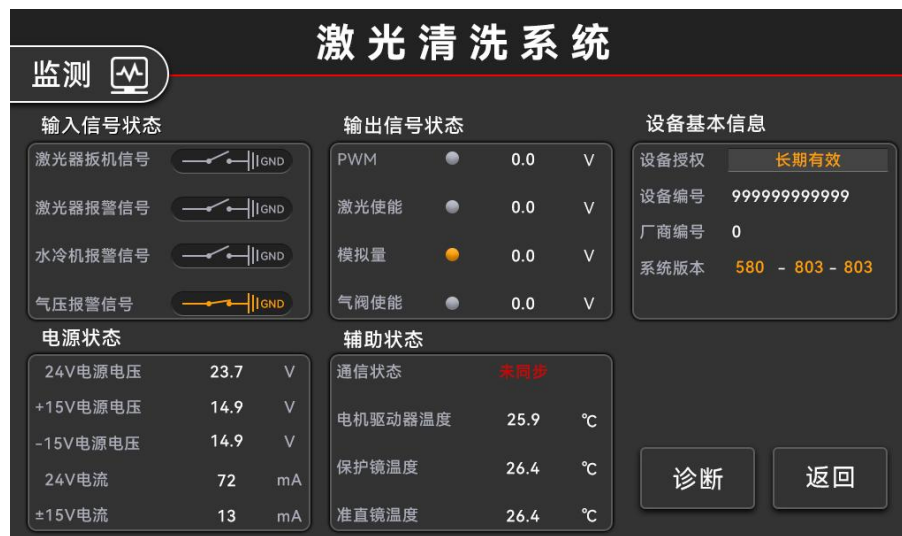 激光清洗系统
监测
输入信号状态
激光器扳机信号 GND
激光器报警信号 GND
水冷机报警信号 GND
气压报警信号 GND
输出信号状态
PWM 0.0 V
激光使能 0.0 V
模拟量 0.0 V
气阀使能 0.0 V
设备基本信息
设备授权 长期有效
设备编号 999999999999
厂商编号 0
系统版本 580 - 803 - 803
电源状态
24V电源电压 23.7 V
+15V电源电压 14.9 V
-15V电源电压 14.9 V
24V电流 72 mA
±15V电流 13 mA
辅助状态
通信状态 未同步
电机驱动器温度 25.9 ℃
保护镜温度 26.4 ℃
准直镜温度 26.4 ℃
诊断
返回